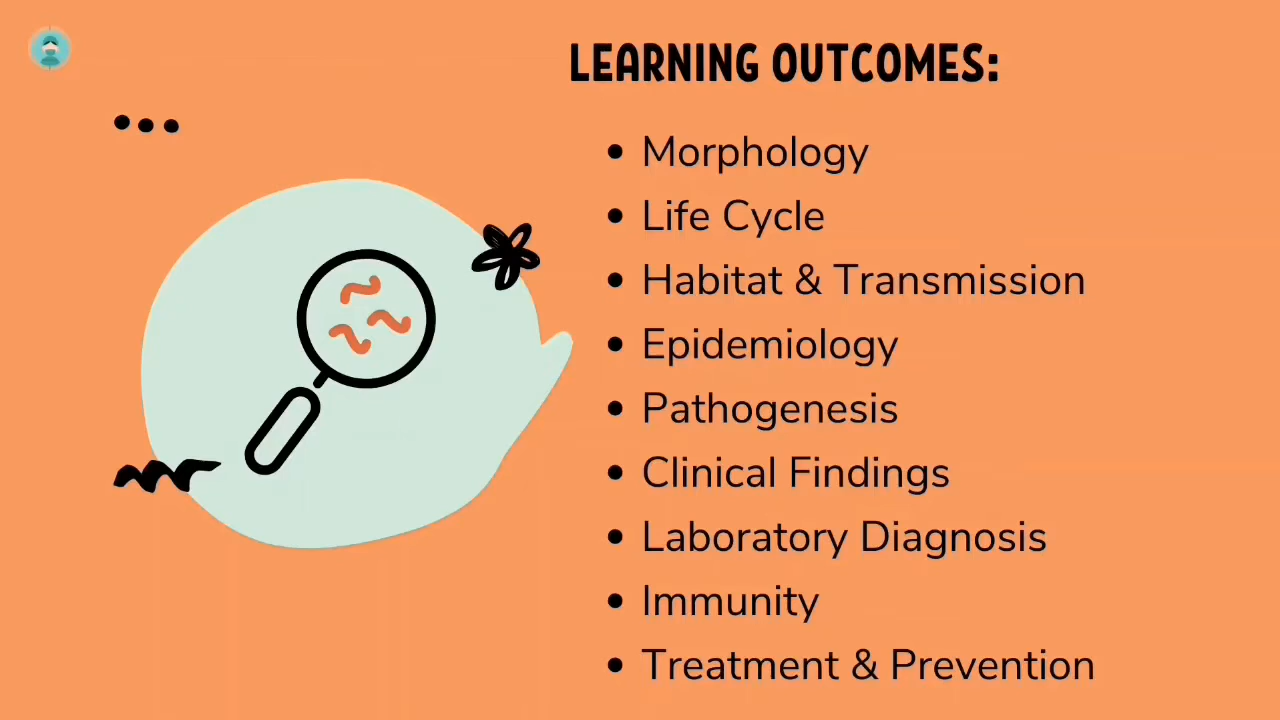 LEARNING OUTCOMES:
• Morphology
• Life Cycle
• Habitat & Transmission
• Epidemiology
• Pathogenesis
• Clinical Findings
• Laboratory Diagnosis
• Immunity
• Treatment & Prevention